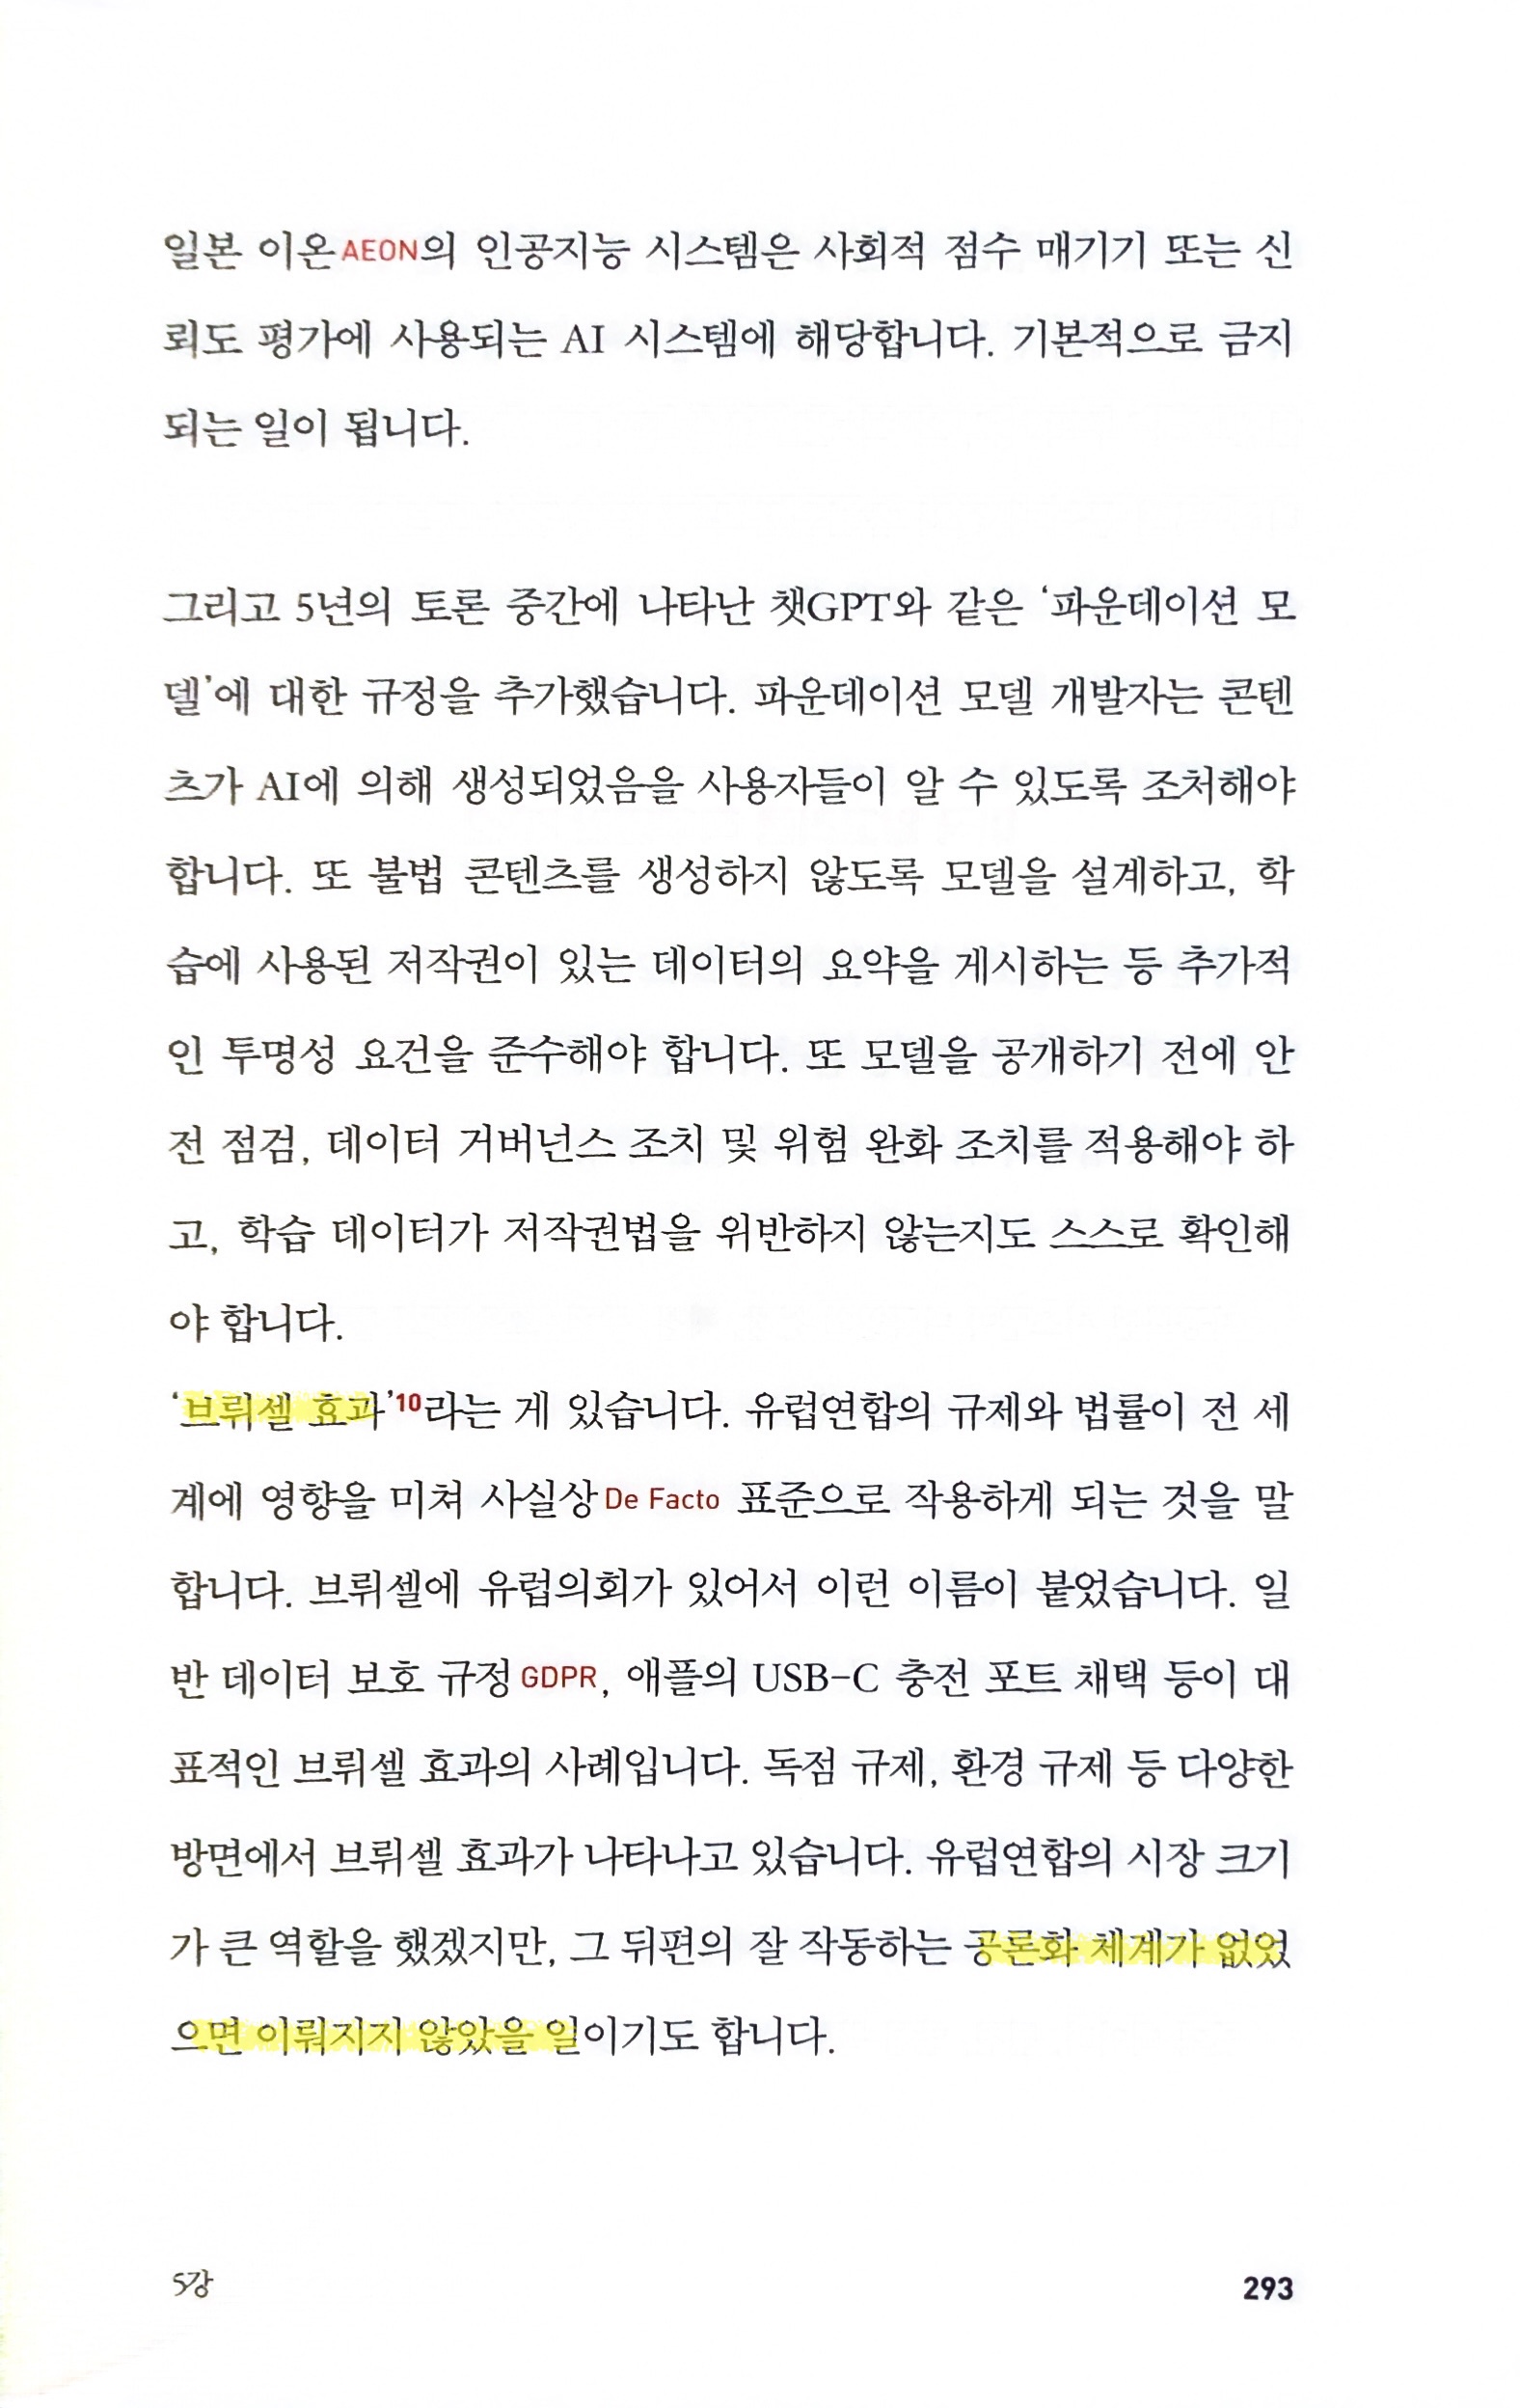 일본 이온AEON의 인공지능 시스템은 사회적 점수 매기기 또는 신
뢰도 평가에 사용되는 AI 시스템에 해당합니다. 기본적으로 금지
되는 일이 됩니다.
그리고 5년의 토론 중간에 나타난 챗GPT와 같은 ‘파운데이션 모
델’에 대한 규정을 추가했습니다. 파운데이션 모델 개발자는 콘텐
츠가 AI에 의해 생성되었음을 사용자들이 알 수 있도록 조처해야
합니다. 또 불법 콘텐츠를 생성하지 않도록 모델을 설계하고, 학
습에 사용된 저작권이 있는 데이터의 요약을 게시하는 등 추가적
인 투명성 요건을 준수해야 합니다. 또 모델을 공개하기 전에 안
전 점검, 데이터 거버넌스 조치 및 위험 완화 조치를 적용해야 하
고, 학습 데이터가 저작권법을 위반하지 않는지도 스스로 확인해
야 합니다.
‘브뤼셀 효과’10라는 게 있습니다. 유럽연합의 규제와 법률이 전 세
계에 영향을 미쳐 사실상De Facto 표준으로 작용하게 되는 것을 말
합니다. 브뤼셀에 유럽의회가 있어서 이런 이름이 붙었습니다. 일
반 데이터 보호 규정GDPR, 애플의 USB-C 충전 포트 채택 등이 대
표적인 브뤼셀 효과의 사례입니다. 독점 규제, 환경 규제 등 다양한
방면에서 브뤼셀 효과가 나타나고 있습니다. 유럽연합의 시장 크기
가 큰 역할을 했겠지만, 그 뒤편의 잘 작동하는 공론화 체계가 없었
으면 이뤄지지 않았을 일이기도 합니다.
5강
293